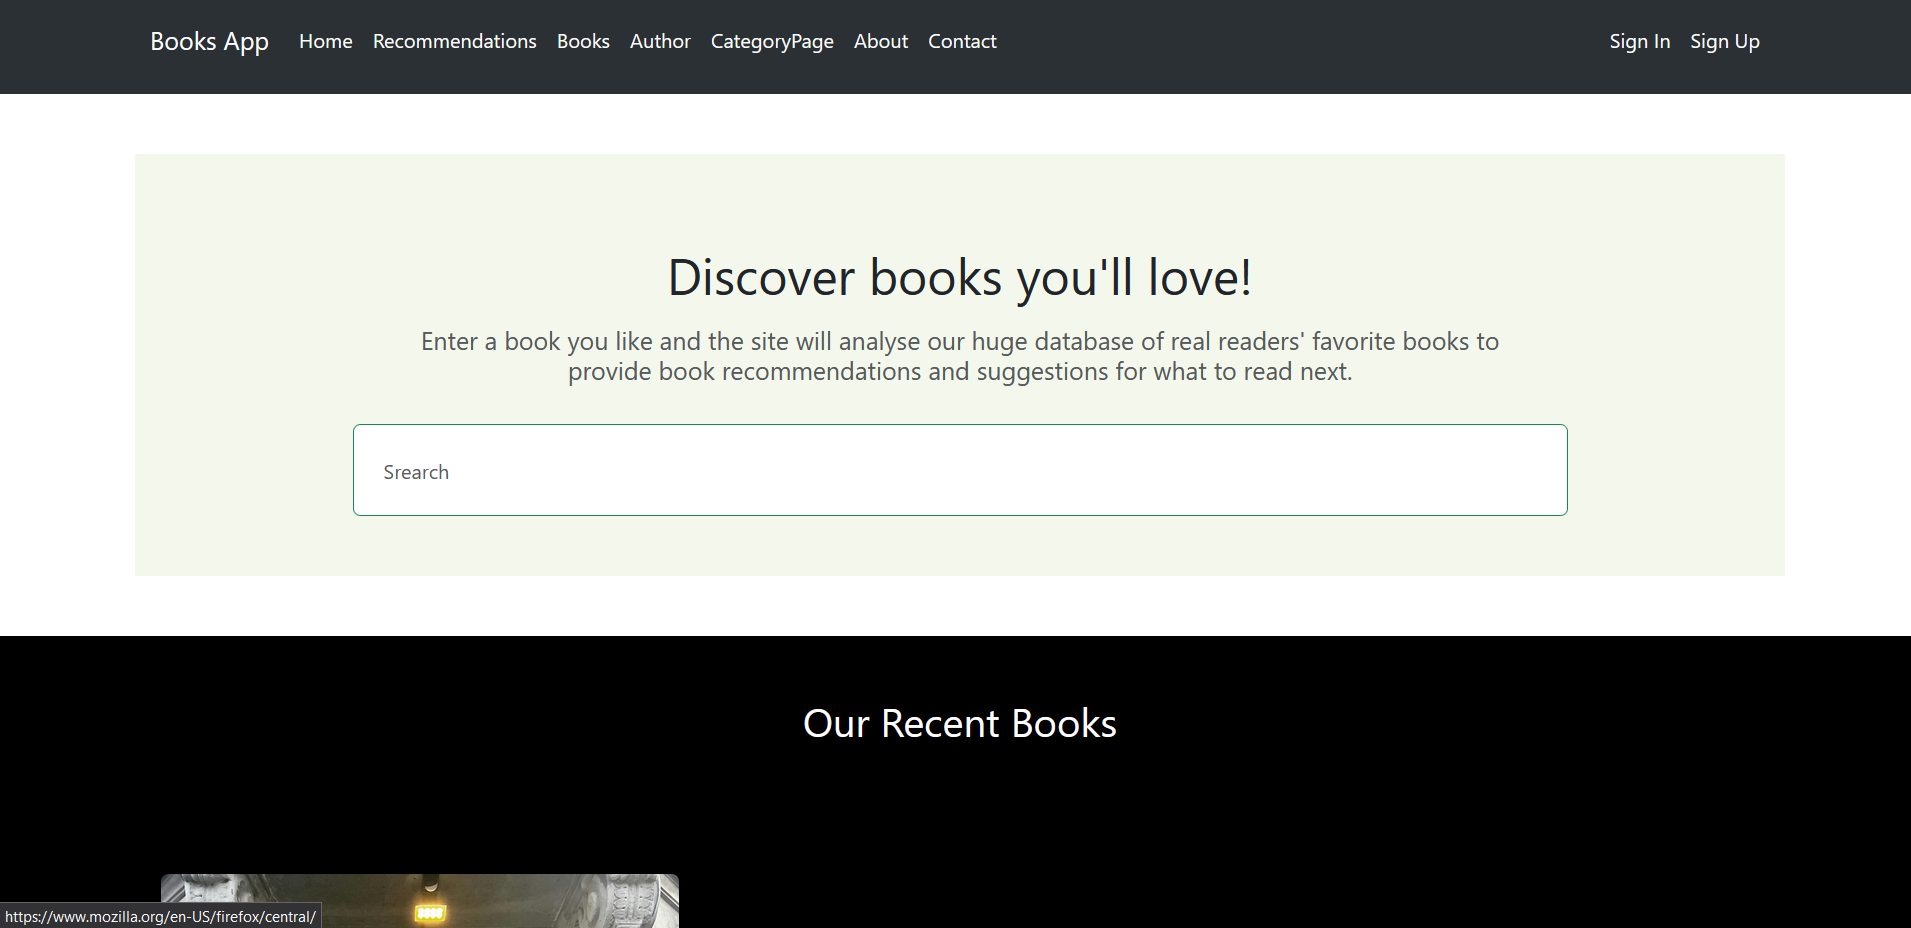 Books App Home Recommendations Books Author CategoryPage About Contact Sign In Sign Up
Discover books you'll love!
Enter a book you like and the site will analyse our huge database of real readers' favorite books to
provide book recommendations and suggestions for what to read next.
Srearch
Our Recent Books
https://www.mozilla.org/en-US/firefox/central/